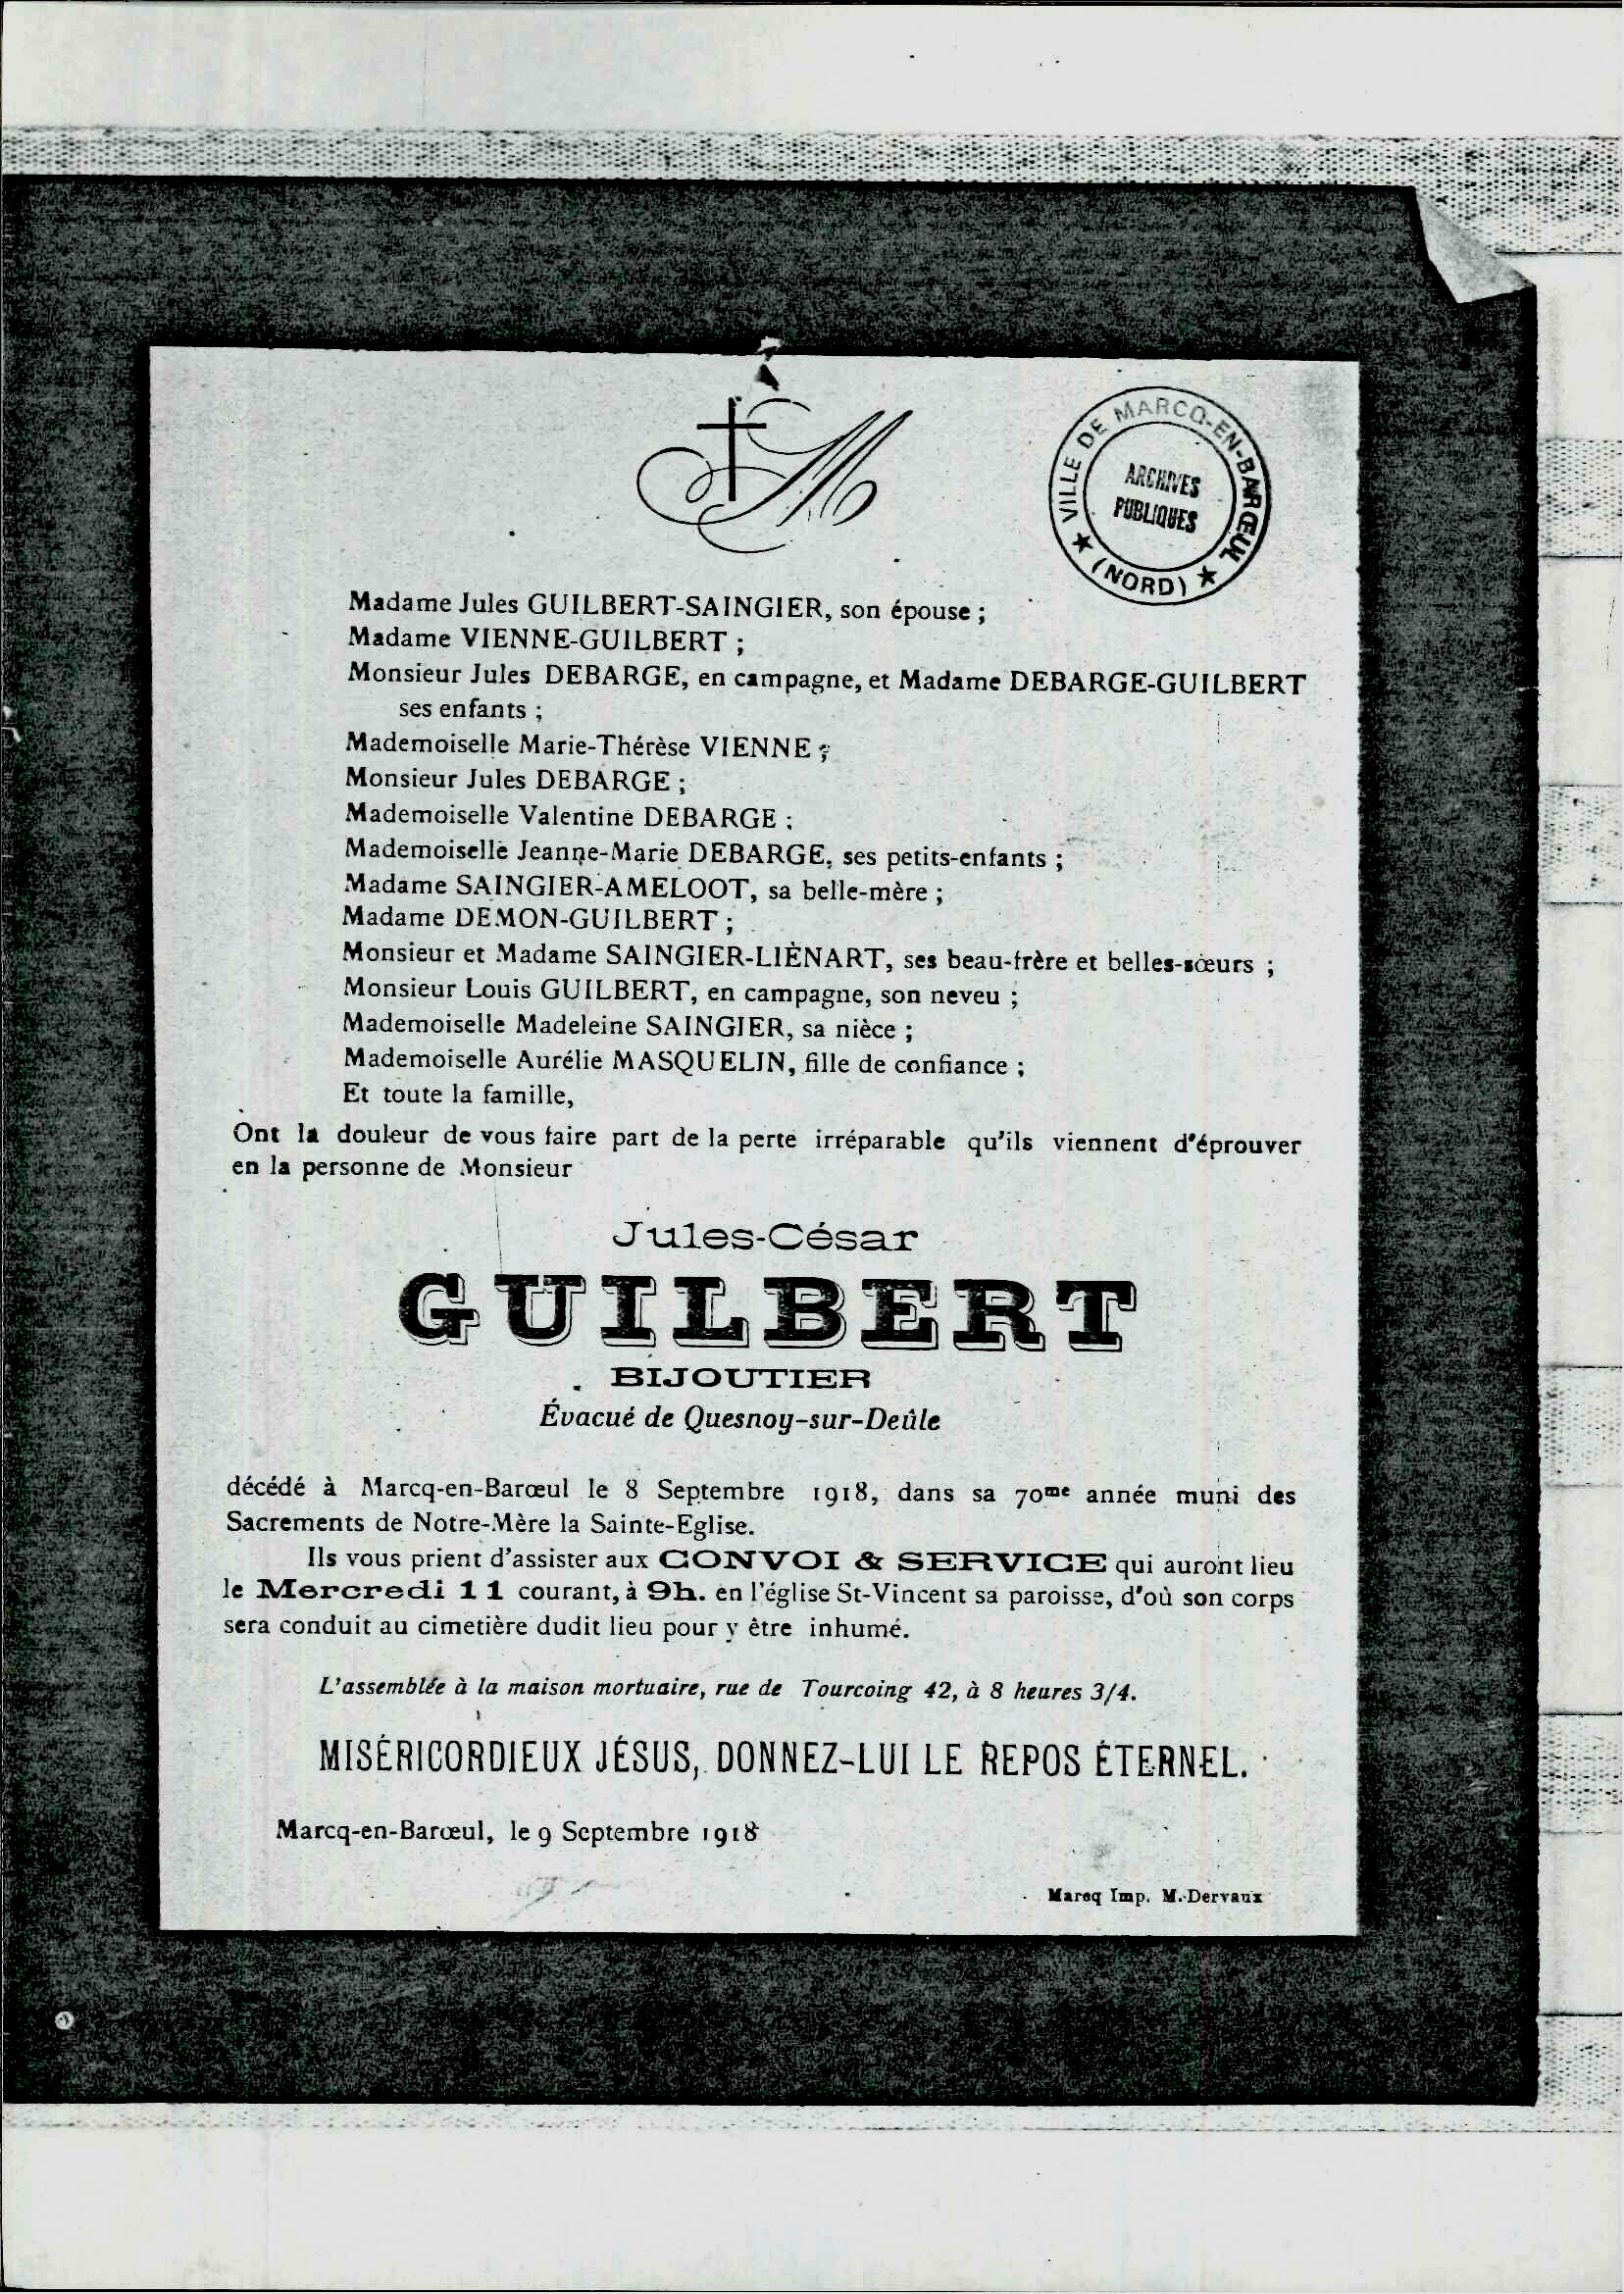 M
VILLE DE MARCQ-EN-BARŒUL
★ (NORD) ★
ARCHIVES
PUBLIQUES
Madame Jules GUILBERT-SAINGIER, son épouse ;
Madame VIENNE-GUILBERT ;
Monsieur Jules DEBARGE, en campagne, et Madame DEBARGE-GUILBERT
ses enfants ;
Mademoiselle Marie-Thérèse VIENNE ;
Monsieur Jules DEBARGE ;
Mademoiselle Valentine DEBARGE ;
Mademoiselle Jeanne-Marie DEBARGE, ses petits-enfants ;
Madame SAINGIER-AMELOOT, sa belle-mère ;
Madame DEMON-GUILBERT ;
Monsieur et Madame SAINGIER-LIÈNART, ses beau-frère et belles-sœurs ;
Monsieur Louis GUILBERT, en campagne, son neveu ;
Mademoiselle Madeleine SAINGIER, sa nièce ;
Mademoiselle Aurélie MASQUELIN, fille de confiance ;
Et toute la famille,
Ont la douleur de vous faire part de la perte irréparable qu'ils viennent d'éprouver
en la personne de Monsieur
Jules-César
GUILBERT
BIJOUTIER
Évacué de Quesnoy-sur-Deûle
décédé à Marcq-en-Barœul le 8 Septembre 1918, dans sa 70me année muni des
Sacrements de Notre-Mère la Sainte-Eglise.
Ils vous prient d'assister aux CONVOI & SERVICE qui auront lieu
le Mercredi 11 courant, à 9h. en l'église St-Vincent sa paroisse, d'où son corps
sera conduit au cimetière dudit lieu pour y être inhumé.
L'assemblée à la maison mortuaire, rue de Tourcoing 42, à 8 heures 3/4.
MISÉRICORDIEUX JÉSUS, DONNEZ-LUI LE REPOS ÉTERNEL.
Marcq-en-Barœul, le 9 Septembre 1918
Marcq Imp. M. Dervaux